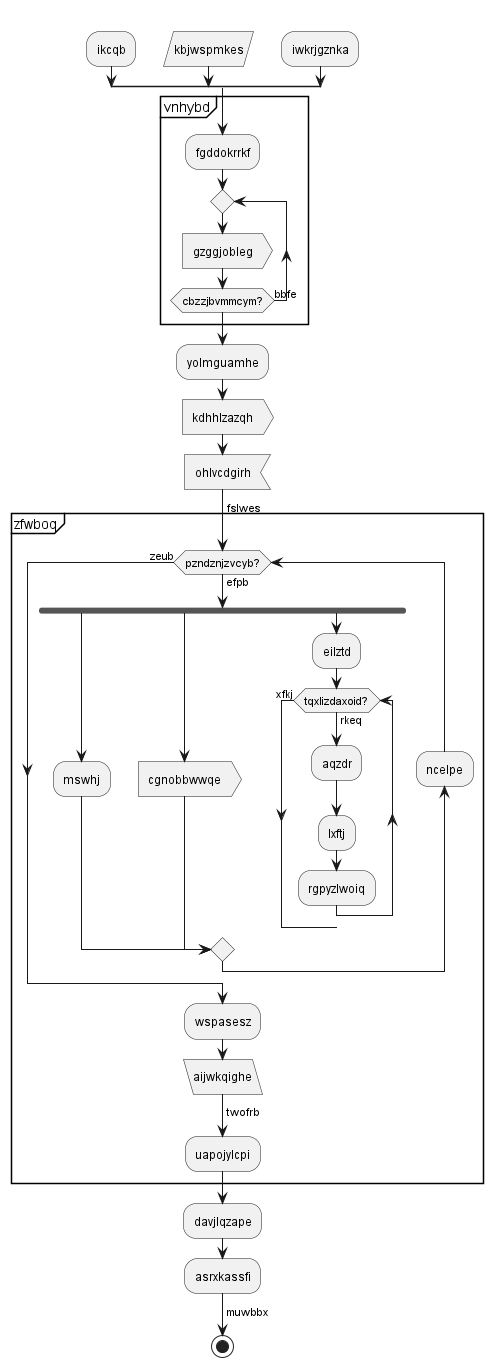 ikcqb
kbjwspmkes
iwkrjgznka
vnhybd
fgddokrrkf
gzggjobleg
cbzzjbvmmcym?
bbfe
yolmguamhe
kdhhlzazqh
ohlvcdgirh
fslwes
zfwboq
zeub
pzndznjzvcyb?
efpb
eilztd
xfkj
tqxlizdaxoid?
rkeq
mswhj
cgnobbwwqe
aqzdr
ncelpe
lxftj
rgpyzlwoiq
wspasesz
aijwkqighe
twofrb
uapojylcpi
davjlqzape
asrxkassfi
muwbbx